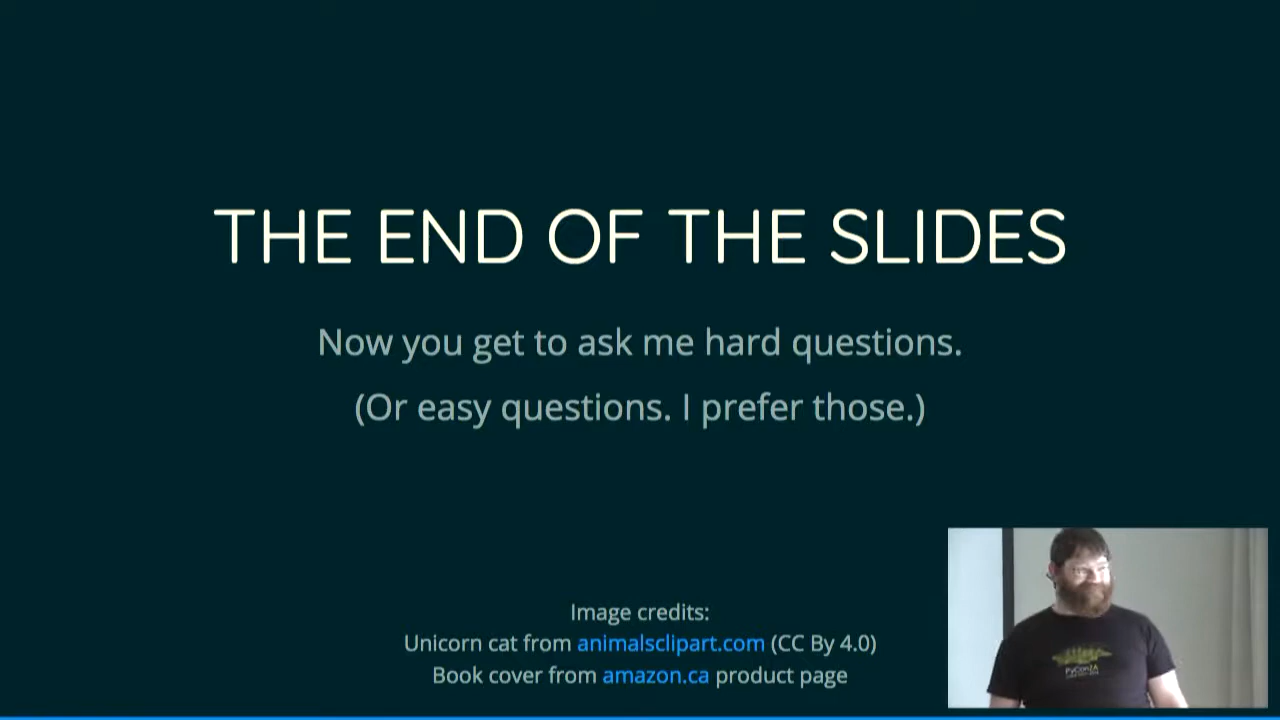 THE END OF THE SLIDES
Now you get to ask me hard questions.
(Or easy questions. I prefer those.)
Image credits:
Unicorn cat from animalsclipart.com (CC By 4.0)
Book cover from amazon.ca product page